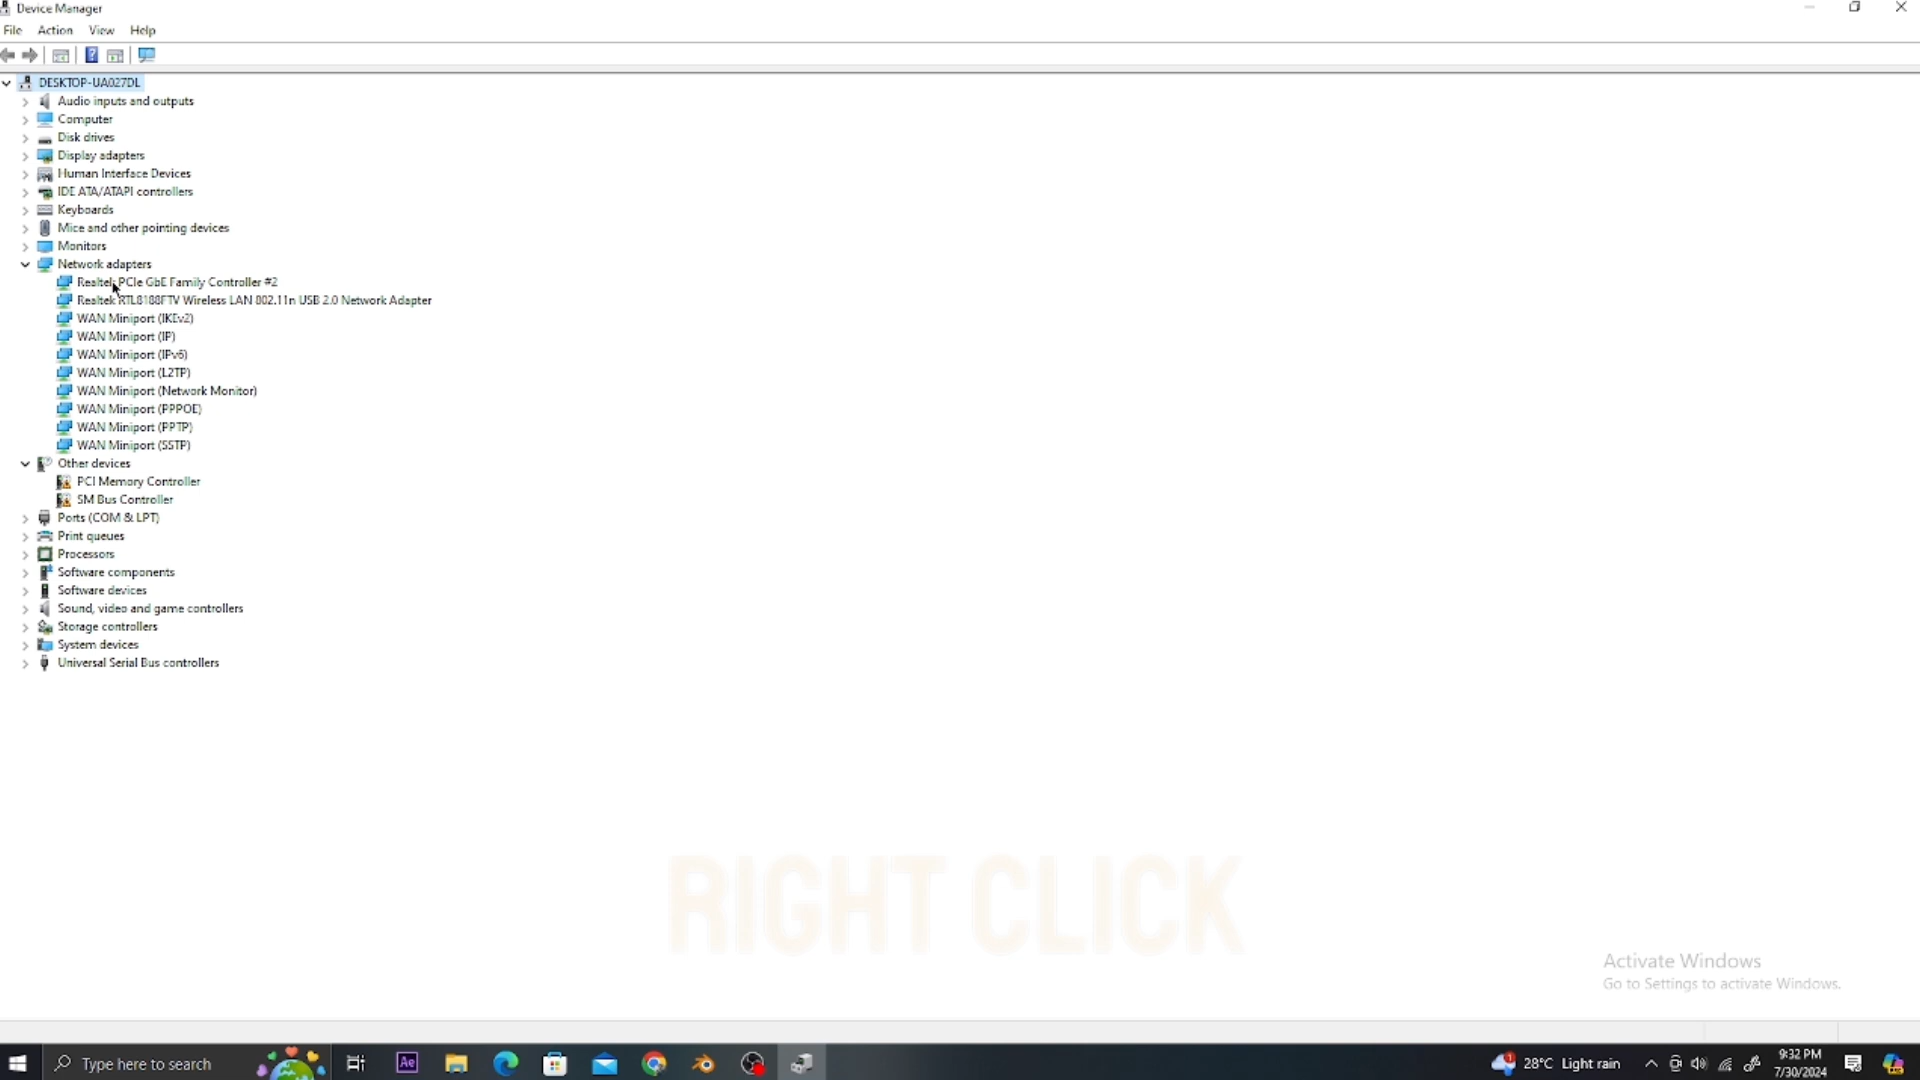 Device Manager
File Action View Help
DESKTOP-UA027DL
Audio inputs and outputs
Computer
Disk drives
Display adapters
Human Interface Devices
IDE ATA/ATAPI controllers
Keyboards
Mice and other pointing devices
Monitors
Network adapters
Realtek PCIe GbE Family Controller #2
Realtek RTL8188FTV Wireless LAN 802.11n USB 2.0 Network Adapter
WAN Miniport (IKEv2)
WAN Miniport (IP)
WAN Miniport (IPv6)
WAN Miniport (L2TP)
WAN Miniport (Network Monitor)
WAN Miniport (PPPOE)
WAN Miniport (PPTP)
WAN Miniport (SSTP)
Other devices
PCI Memory Controller
SM Bus Controller
Ports (COM & LPT)
Print queues
Processors
Software components
Software devices
Sound, video and game controllers
Storage controllers
System devices
Universal Serial Bus controllers
RIGHT CLICK
Activate Windows
Go to Settings to activate Windows.
Type here to search
Ae
28°C Light rain
9:32 PM
7/30/2024